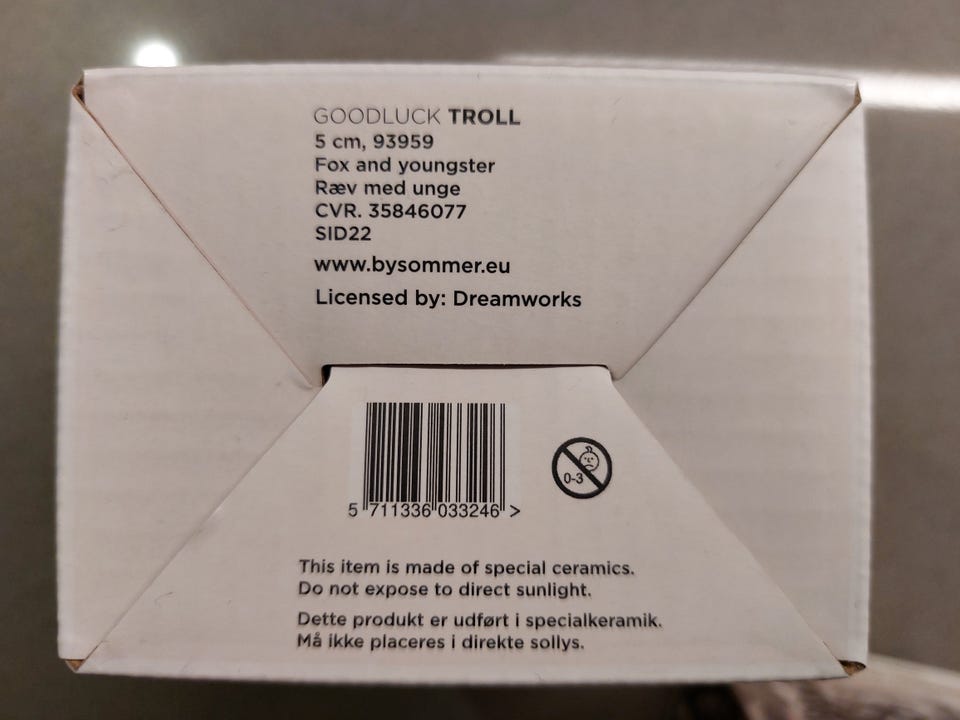 GOODLUCK TROLL
5 cm, 93959
Fox and youngster
Ræv med unge
CVR. 35846077
SID22
www.bysommer.eu
Licensed by: Dreamworks
5 711336 033246 >
0-3
This item is made of special ceramics.
Do not expose to direct sunlight.
Dette produkt er udført i specialkeramik.
Må ikke placeres i direkte sollys.